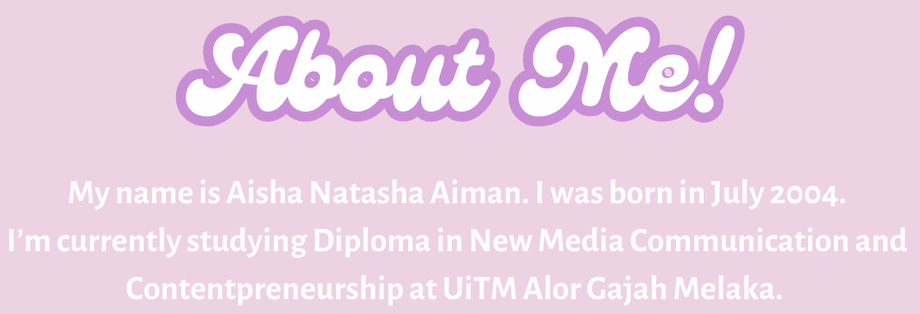 About Me!
My name is Aisha Natasha Aiman. I was born in July 2004.
I'm currently studying Diploma in New Media Communication and
Contentpreneurship at UiTM Alor Gajah Melaka.